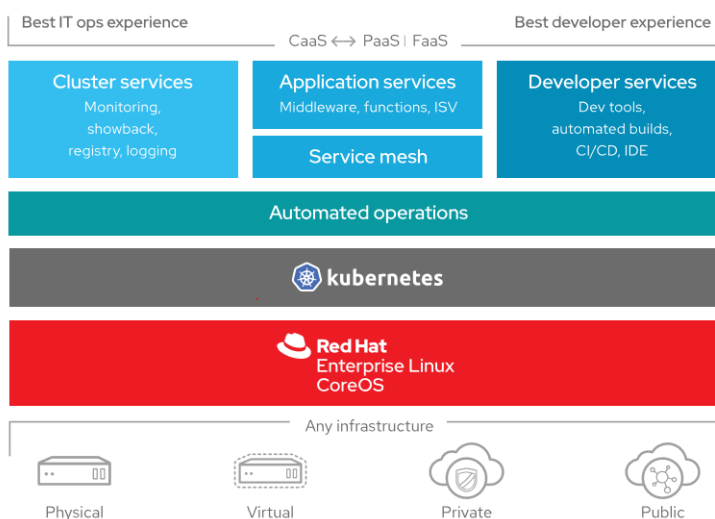 Best IT ops experience
Best developer experience
CaaS ↔ PaaS | FaaS
Cluster services
Monitoring,
showback,
registry, logging
Application services
Middleware, functions, ISV
Service mesh
Developer services
Dev tools,
automated builds,
CI/CD, IDE
Automated operations
kubernetes
Red Hat
Enterprise Linux
CoreOS
Any infrastructure
Physical
Virtual
Private
Public